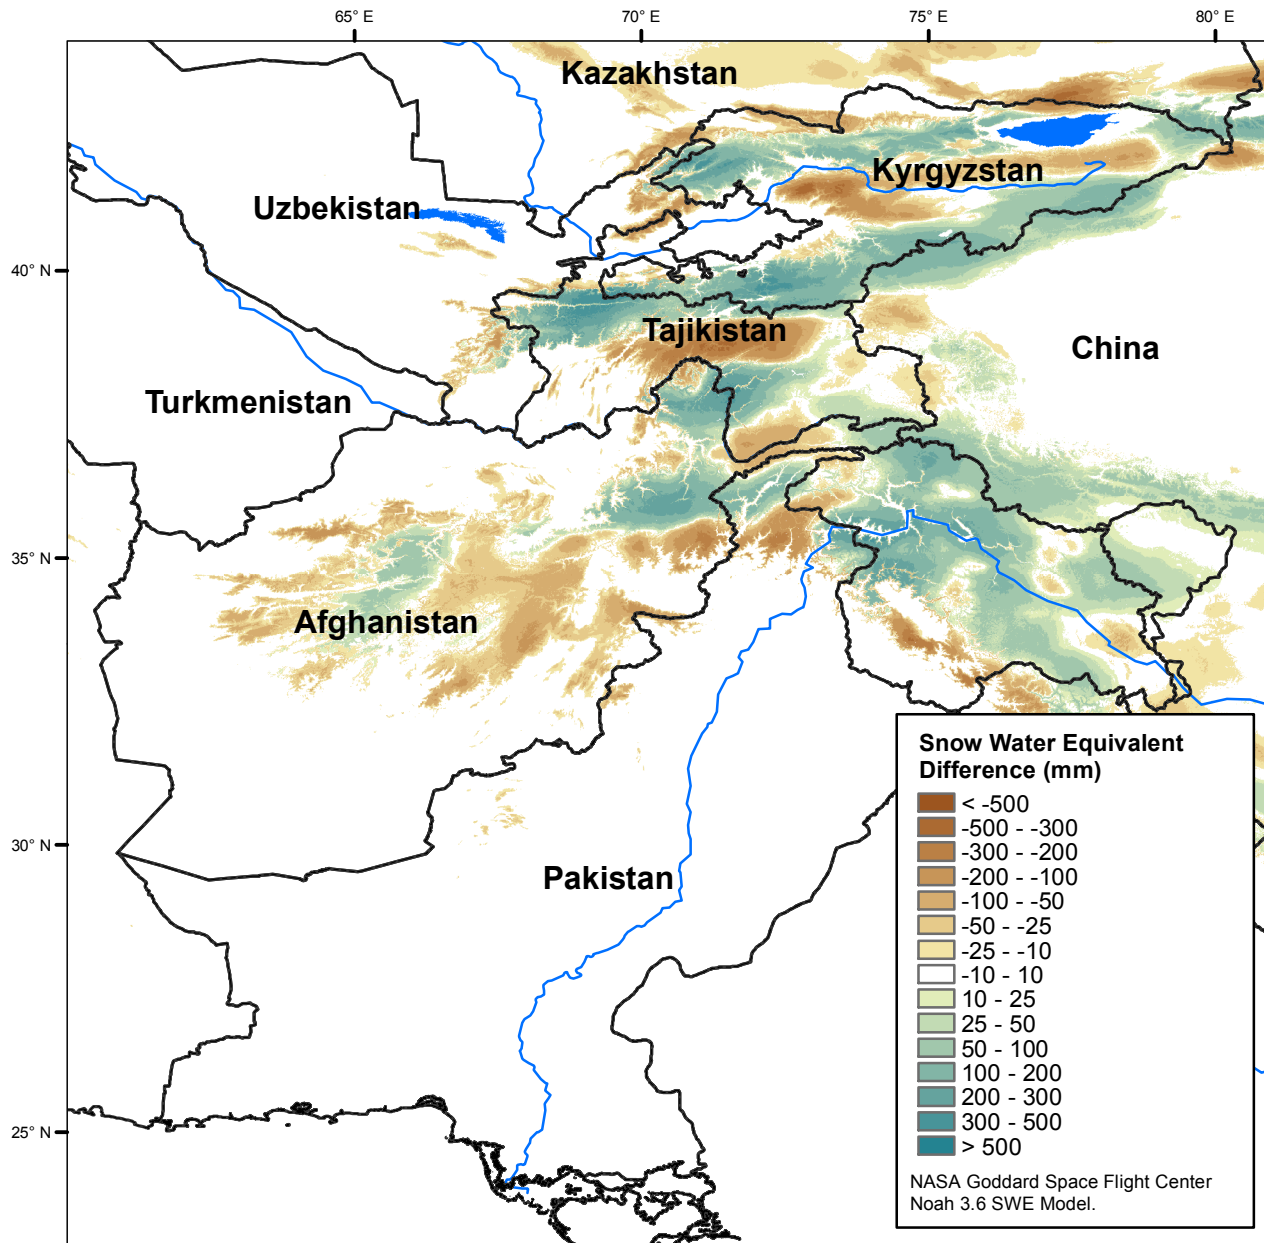 65° E
70° E
75° E
80° E
Kazakhstan
Kyrgyzstan
Uzbekistan
40° N
Tajikistan
China
Turkmenistan
35° N
Afghanistan
Snow Water Equivalent
Difference (mm)
< -500
-500 - -300
-300 - -200
-200 - -100
-100 - -50
-50 - -25
-25 - -10
-10 - 10
10 - 25
25 - 50
50 - 100
100 - 200
200 - 300
300 - 500
> 500
30° N
Pakistan
25° N
NASA Goddard Space Flight Center
Noah 3.6 SWE Model.